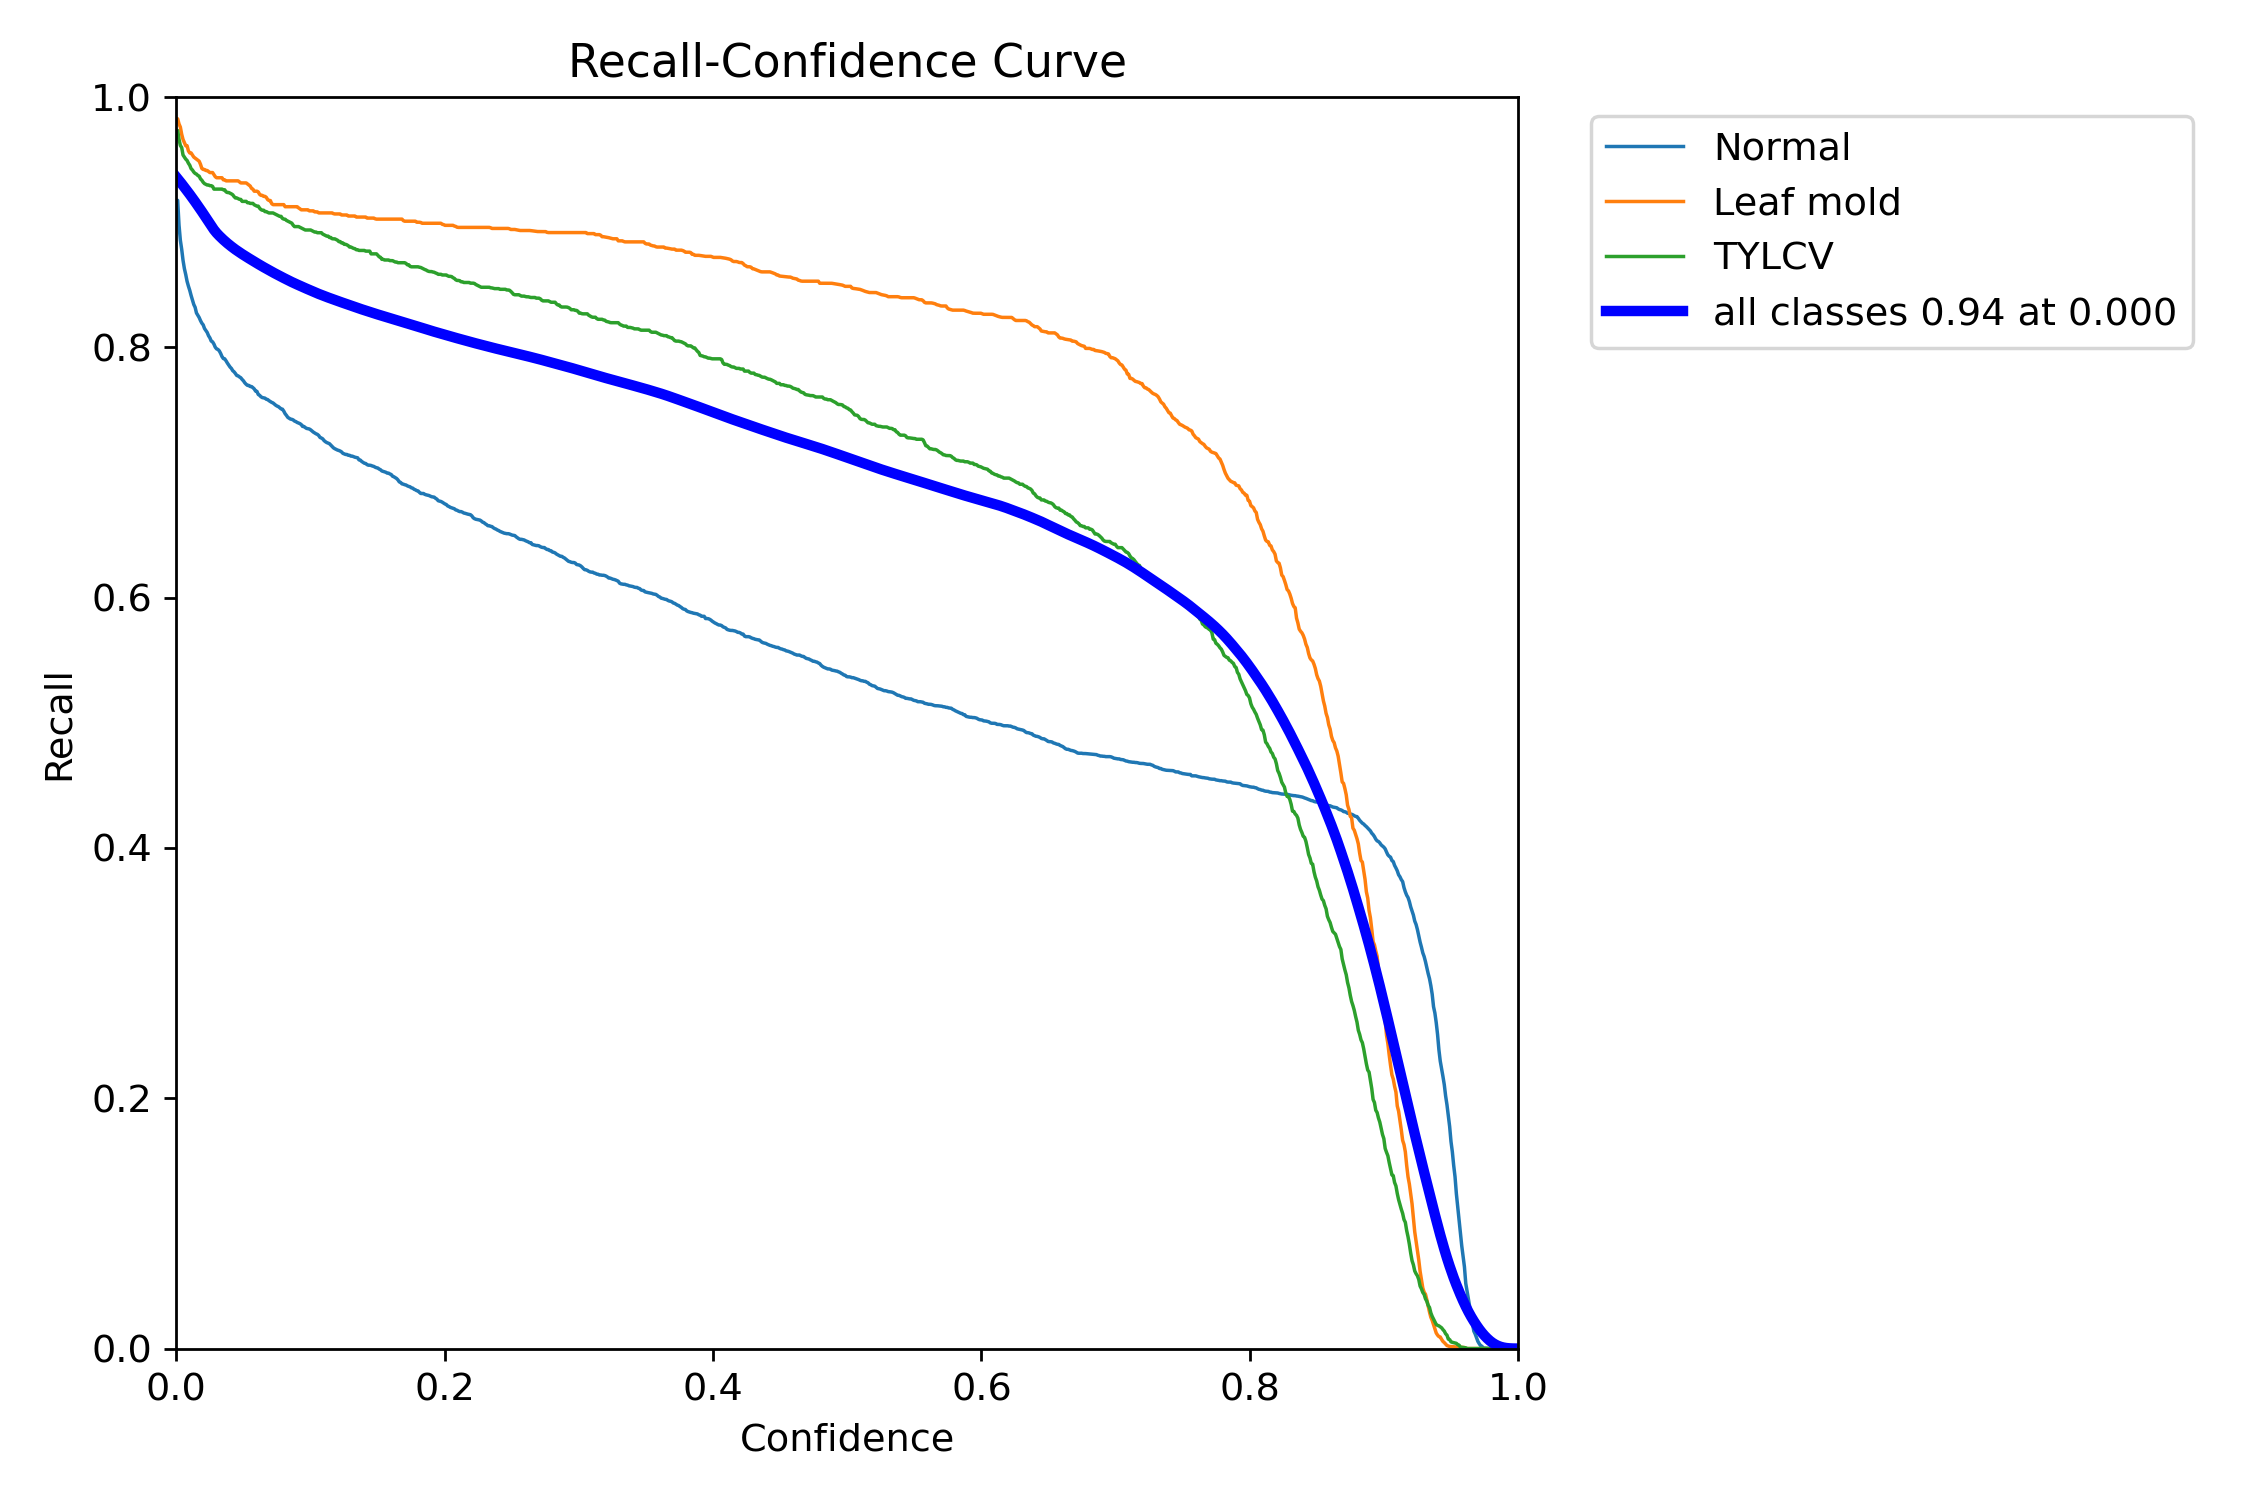 Recall-Confidence Curve
1.0
0.8
0.6
0.4
0.2
0.0
Recall
0.0 0.2 0.4 0.6 0.8 1.0
Confidence
Normal
Leaf mold
TYLCV
all classes 0.94 at 0.000